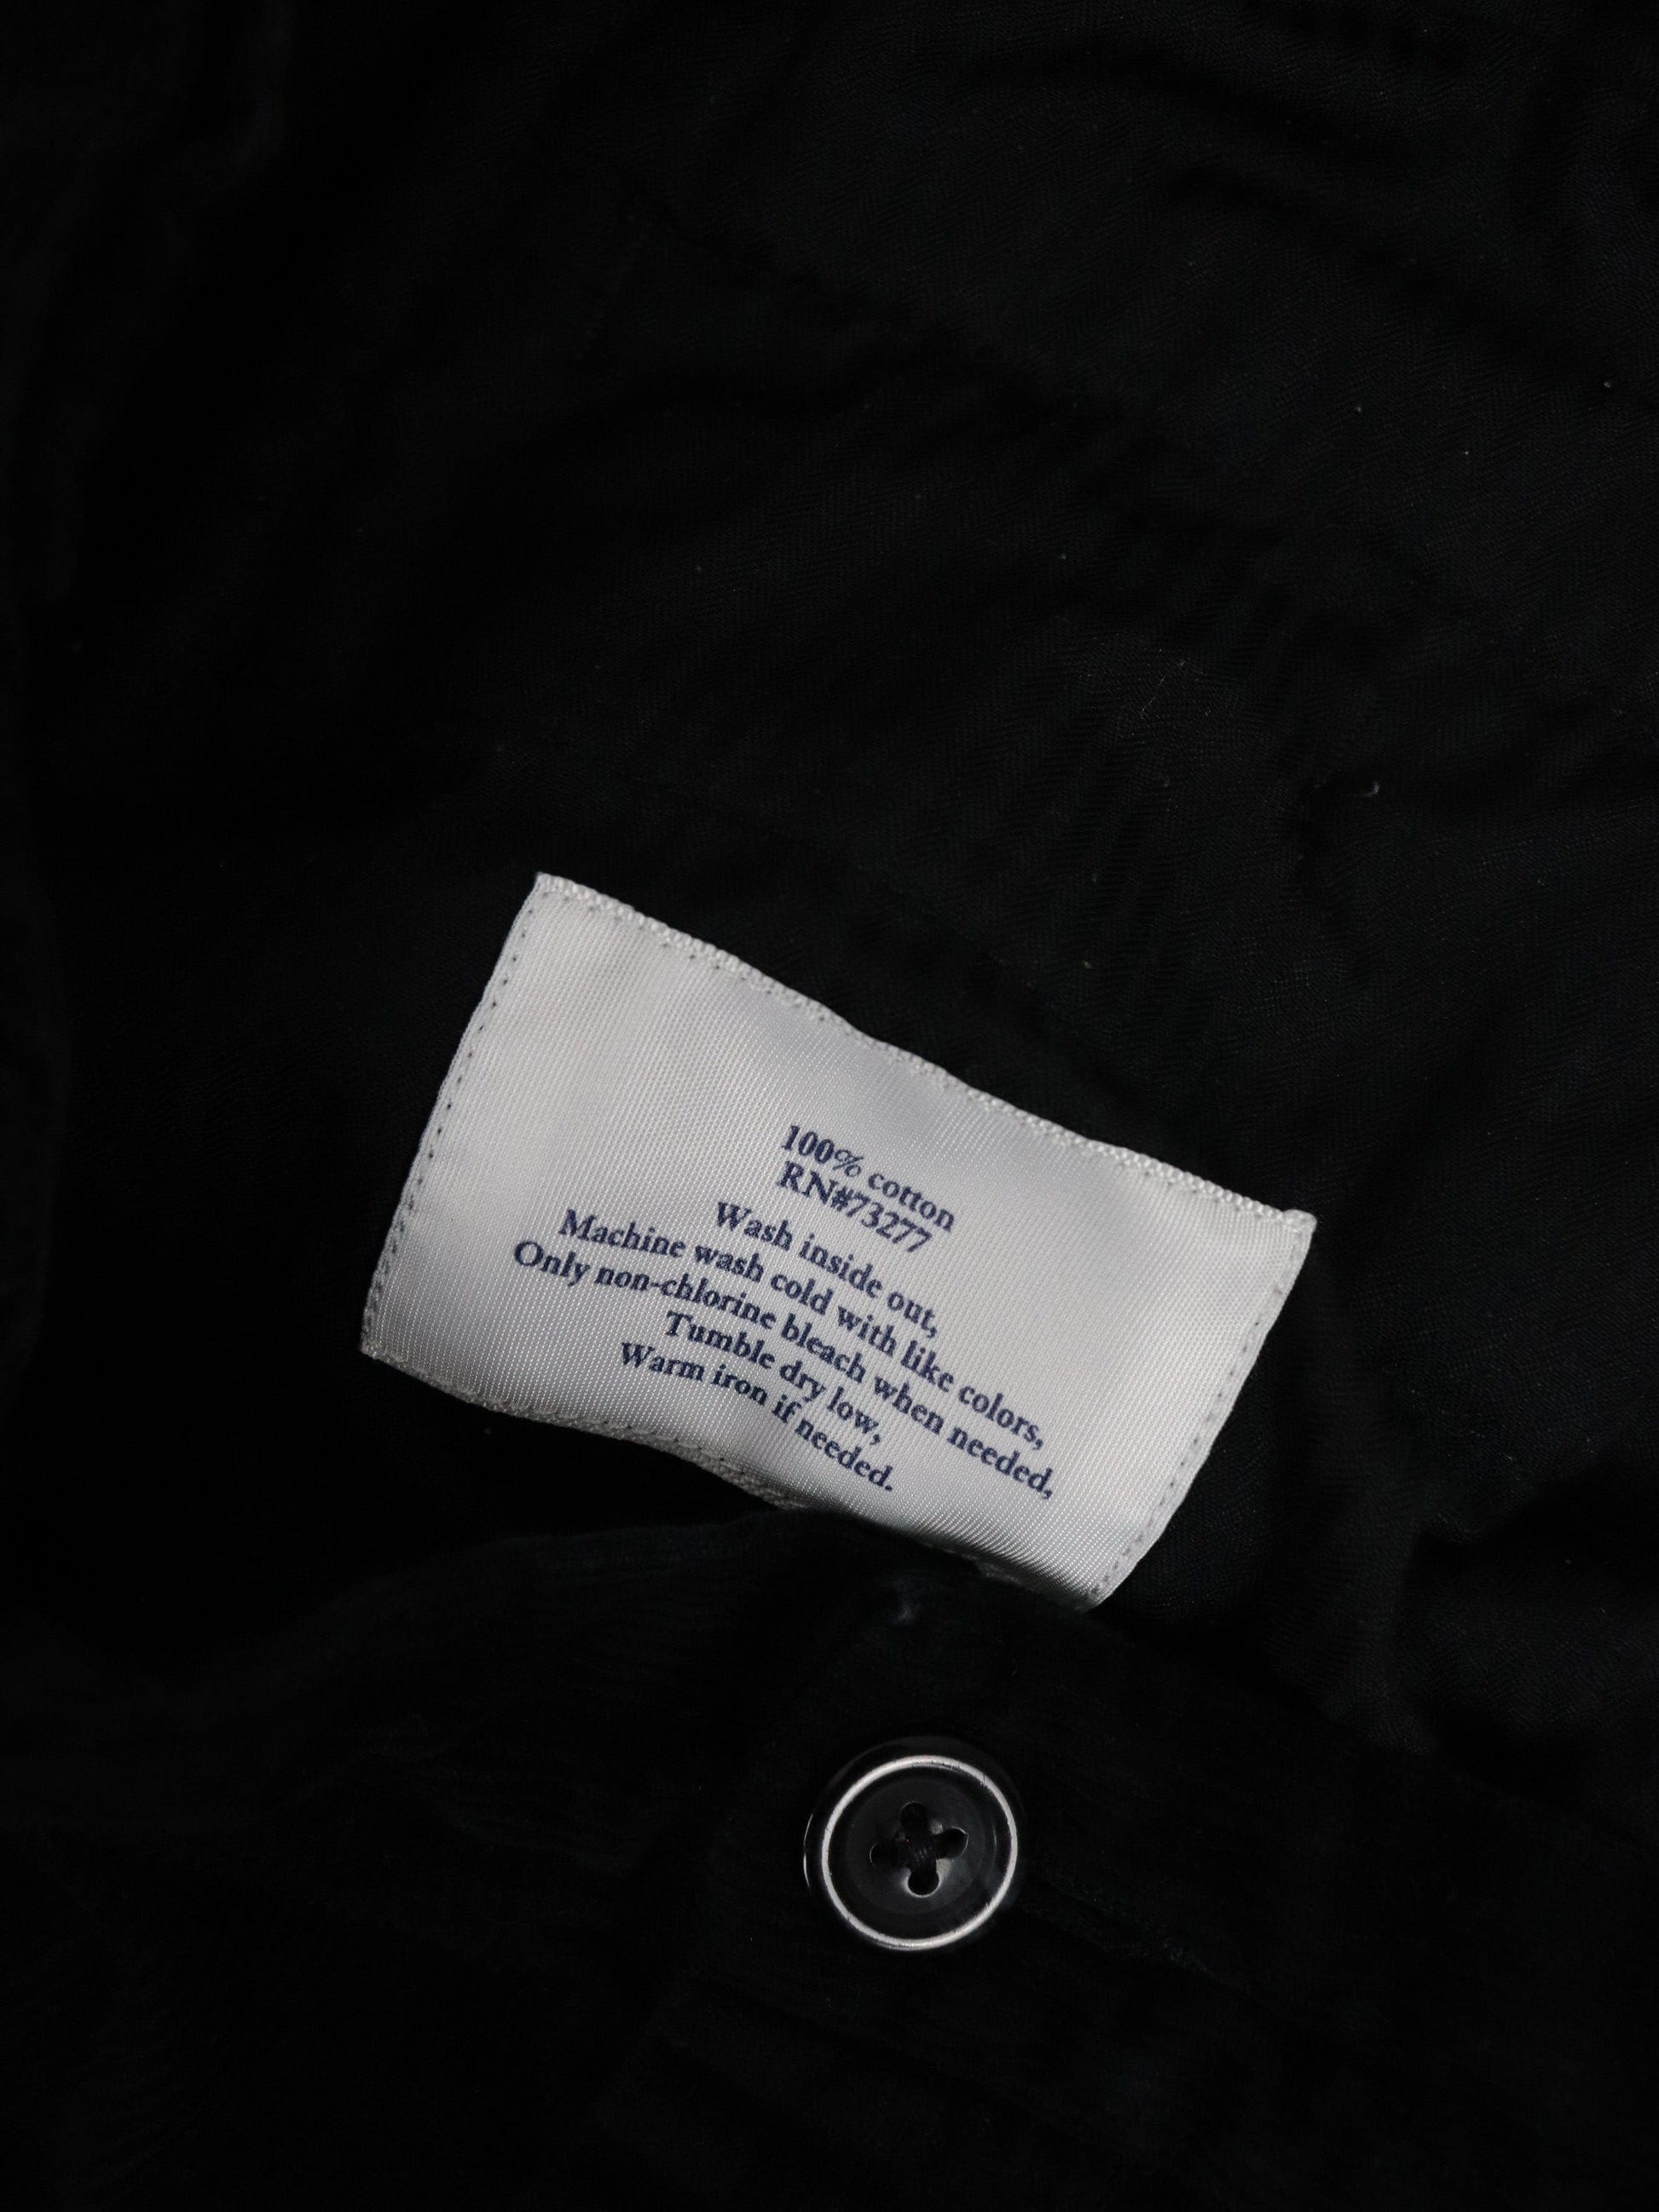 100% cotton
RN#73277
Wash inside out,
Machine wash cold with like colors,
Only non-chlorine bleach when needed,
Tumble dry low,
Warm iron if needed.